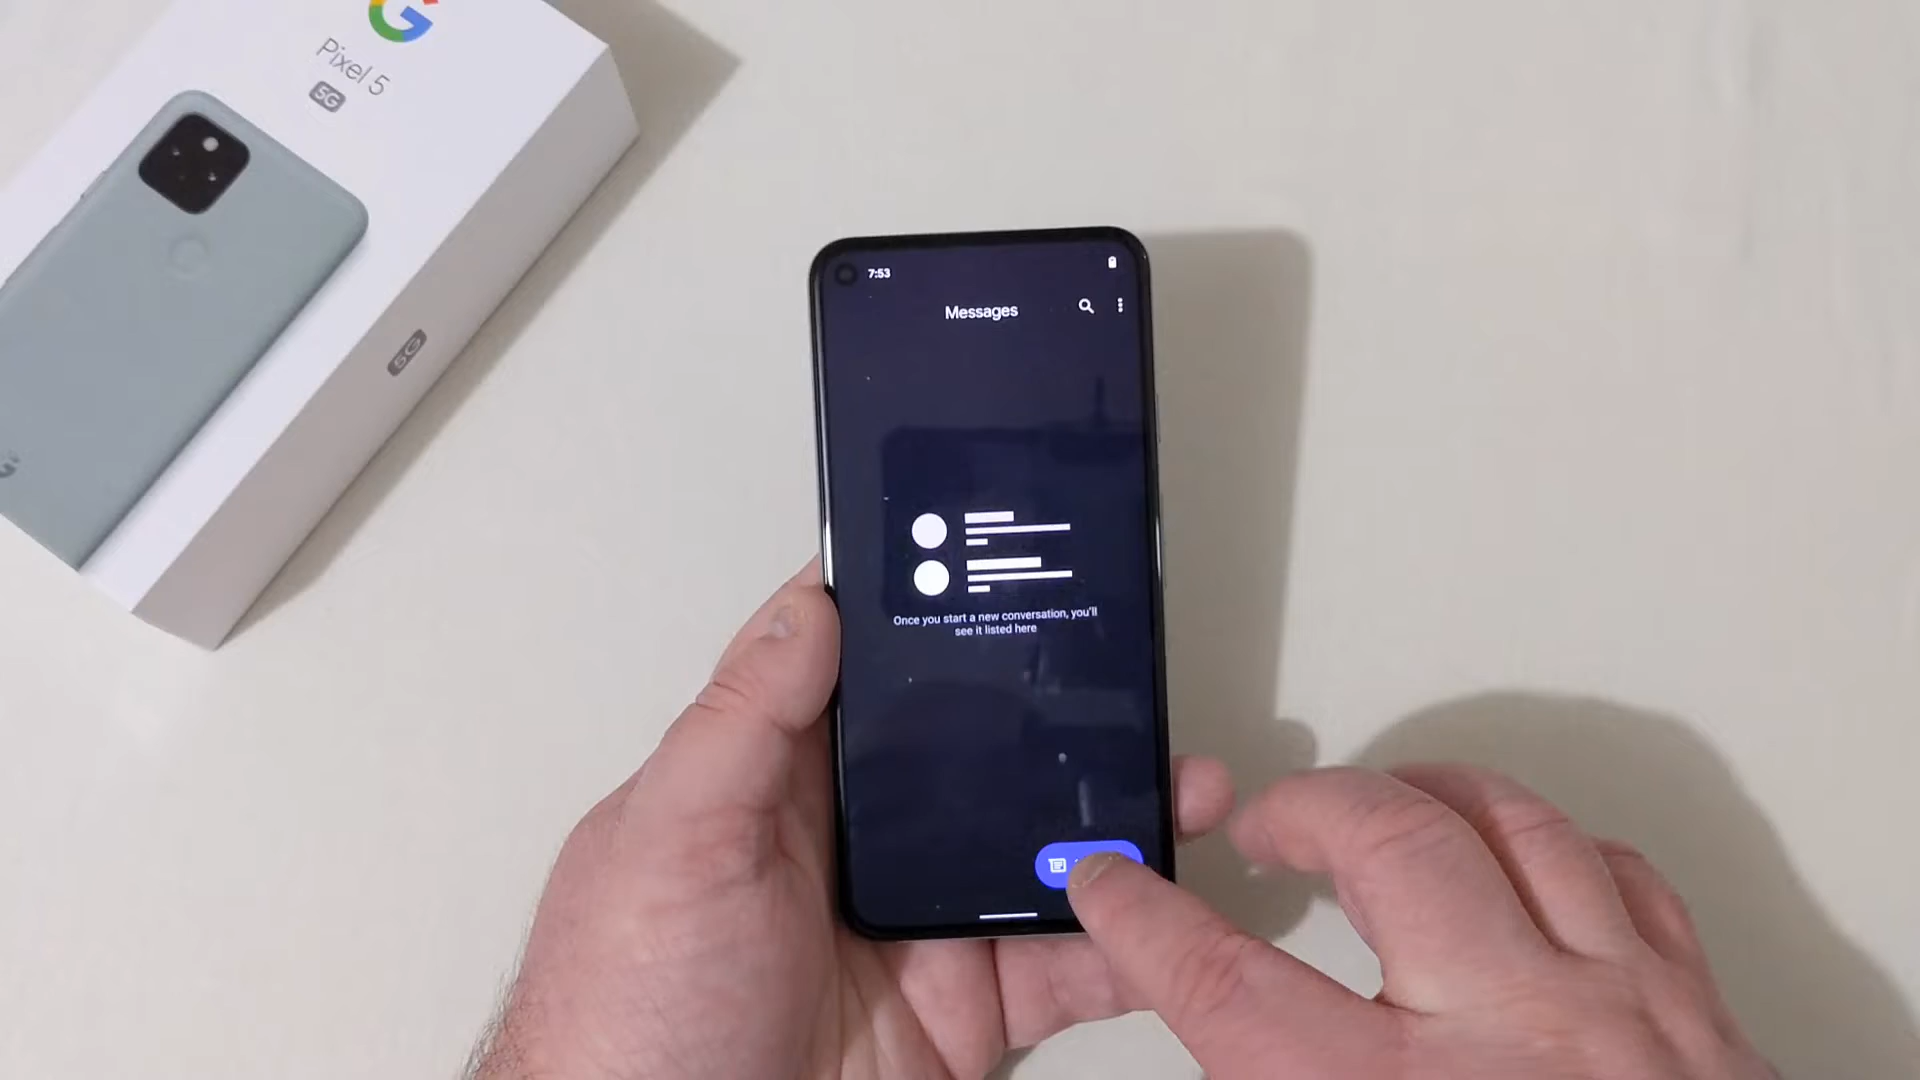 Pixel 5
5G
5G
7:53
Messages
Once you start a new conversation, you'll
see it listed here